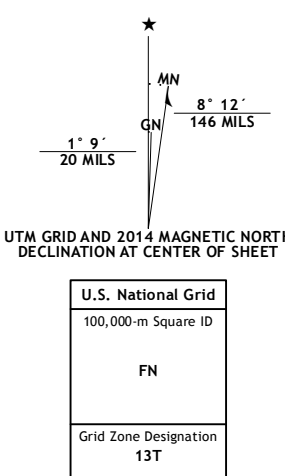 ★
MN
8° 12´
146 MILS
GN
1° 9´
20 MILS
UTM GRID AND 2014 MAGNETIC NORTH
DECLINATION AT CENTER OF SHEET
U.S. National Grid
100,000-m Square ID
FN
Grid Zone Designation
13T